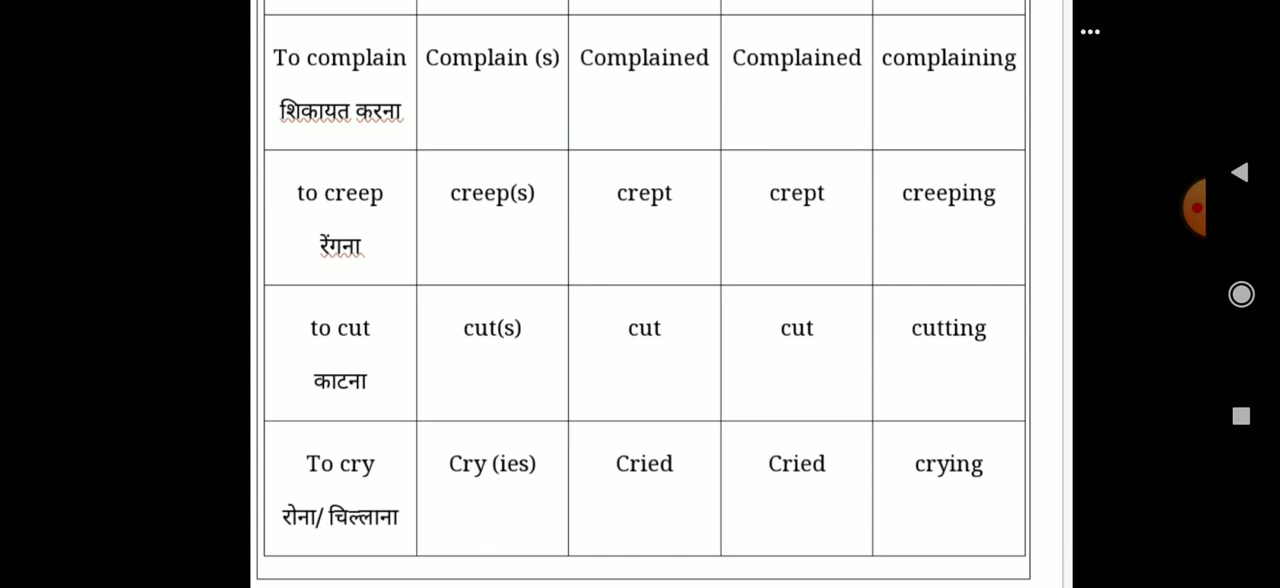 To complain Complain (s) Complained Complained complaining
शिकायत करना
to creep creep(s) crept crept creeping
रेंगना
to cut cut(s) cut cut cutting
काटना
To cry Cry (ies) Cried Cried crying
रोना/ चिल्लाना